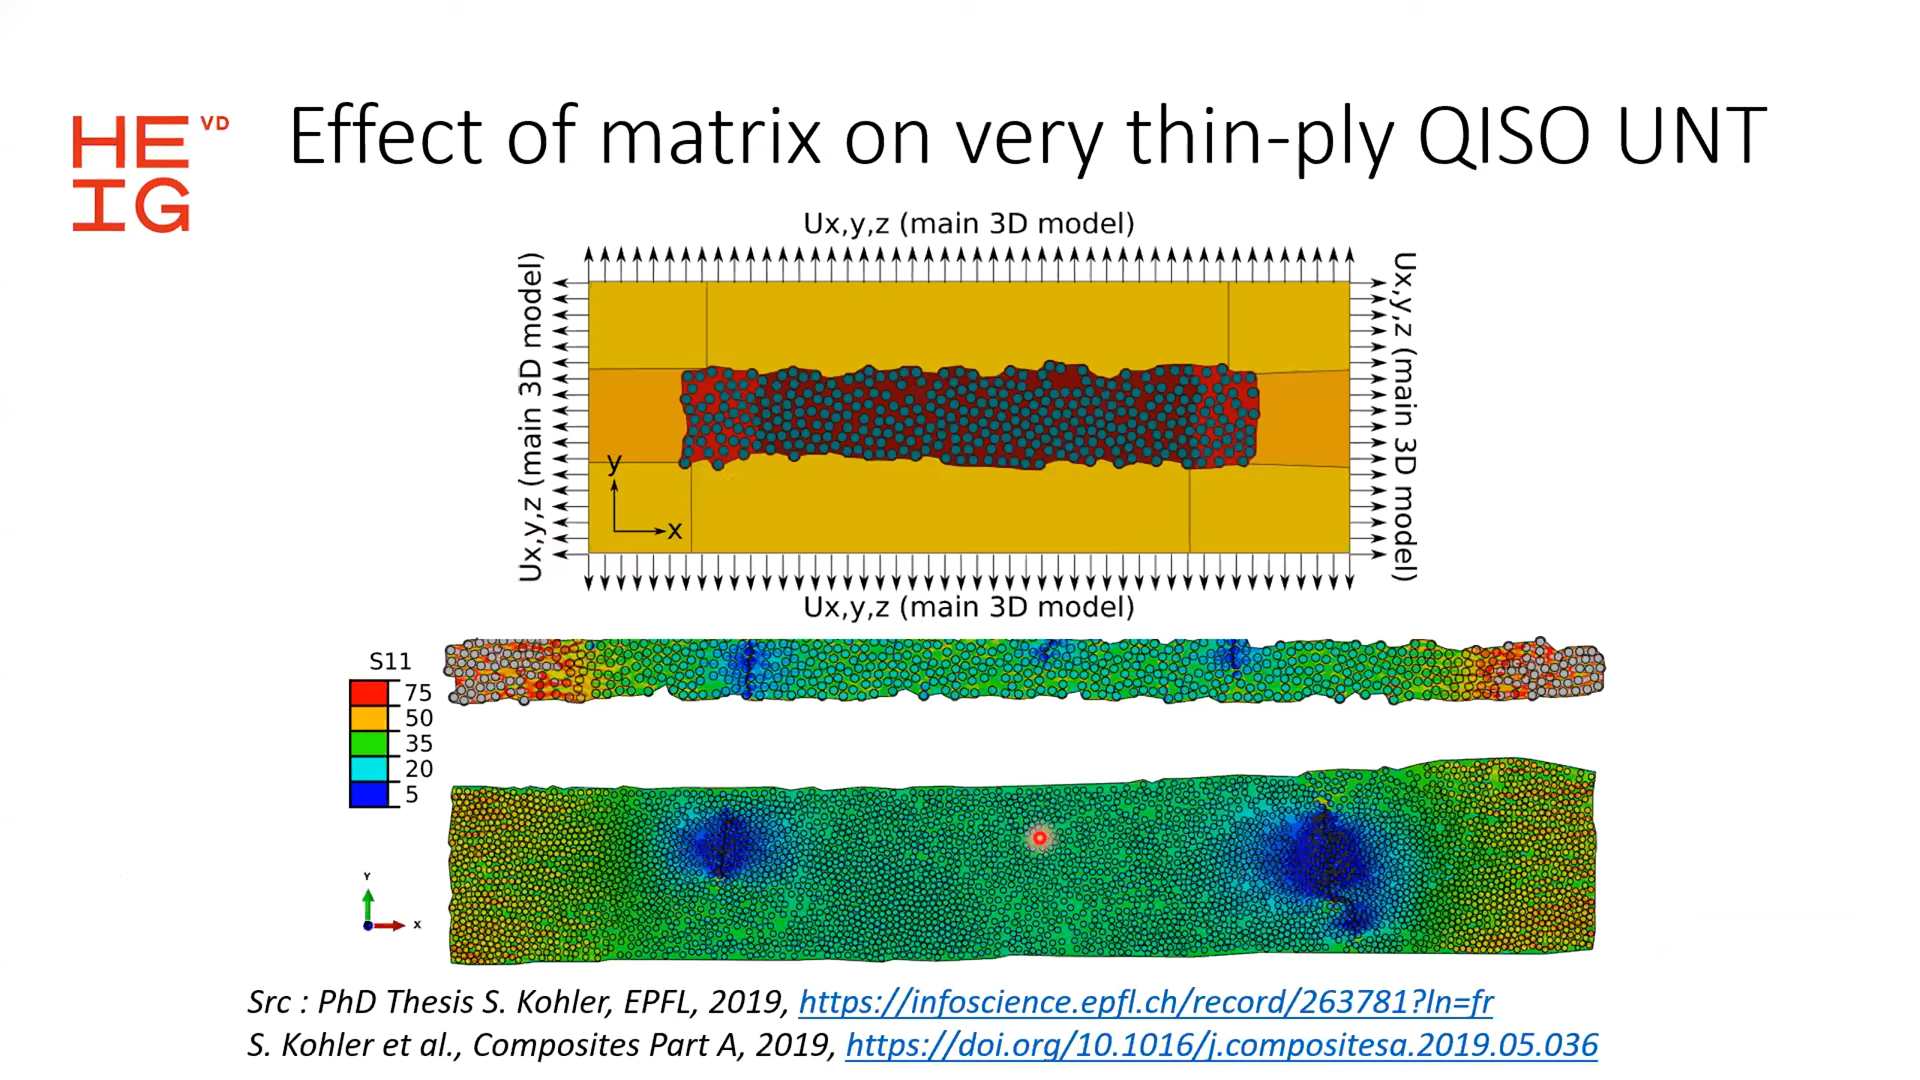 HE VD
IG
Effect of matrix on very thin-ply QISO UNT
Ux,y,z (main 3D model)
Ux,y,z (main 3D model)
Ux,y,z (main 3D model)
y
x
Ux,y,z (main 3D model)
S11
75
50
35
20
5
Y
X
Src : PhD Thesis S. Kohler, EPFL, 2019, https://infoscience.epfl.ch/record/263781?ln=fr
S. Kohler et al., Composites Part A, 2019, https://doi.org/10.1016/j.compositesa.2019.05.036